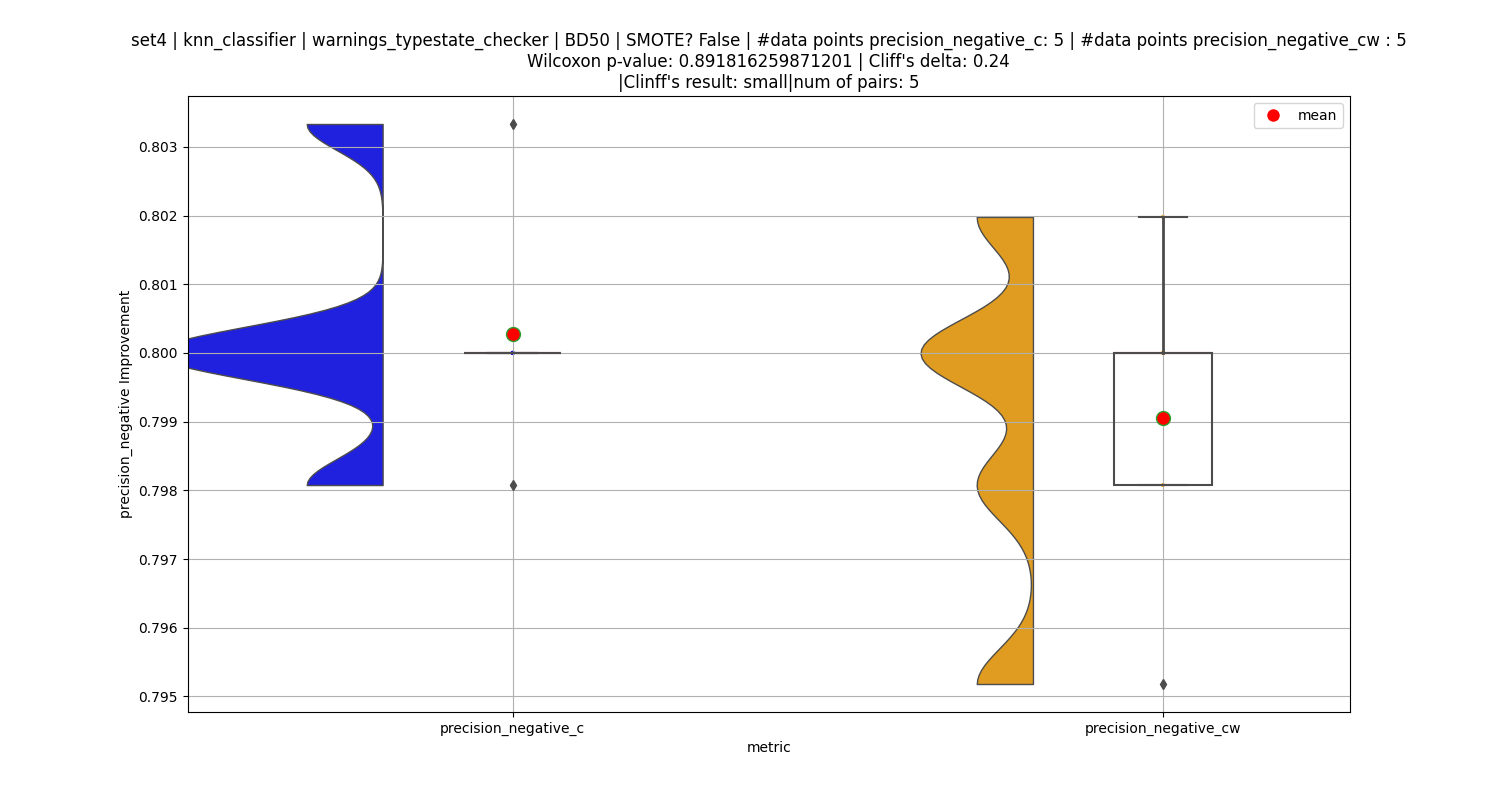 set4 | knn_classifier | warnings_typestate_checker | BD50 | SMOTE? False | #data points precision_negative_c: 5 | #data points precision_negative_cw : 5
Wilcoxon p-value: 0.891816259871201 | Cliff's delta: 0.24
|Clinff's result: small|num of pairs: 5
mean
0.803
0.802
0.801
0.800
0.799
0.798
0.797
0.796
0.795
precision_negative Improvement
precision_negative_c
precision_negative_cw
metric